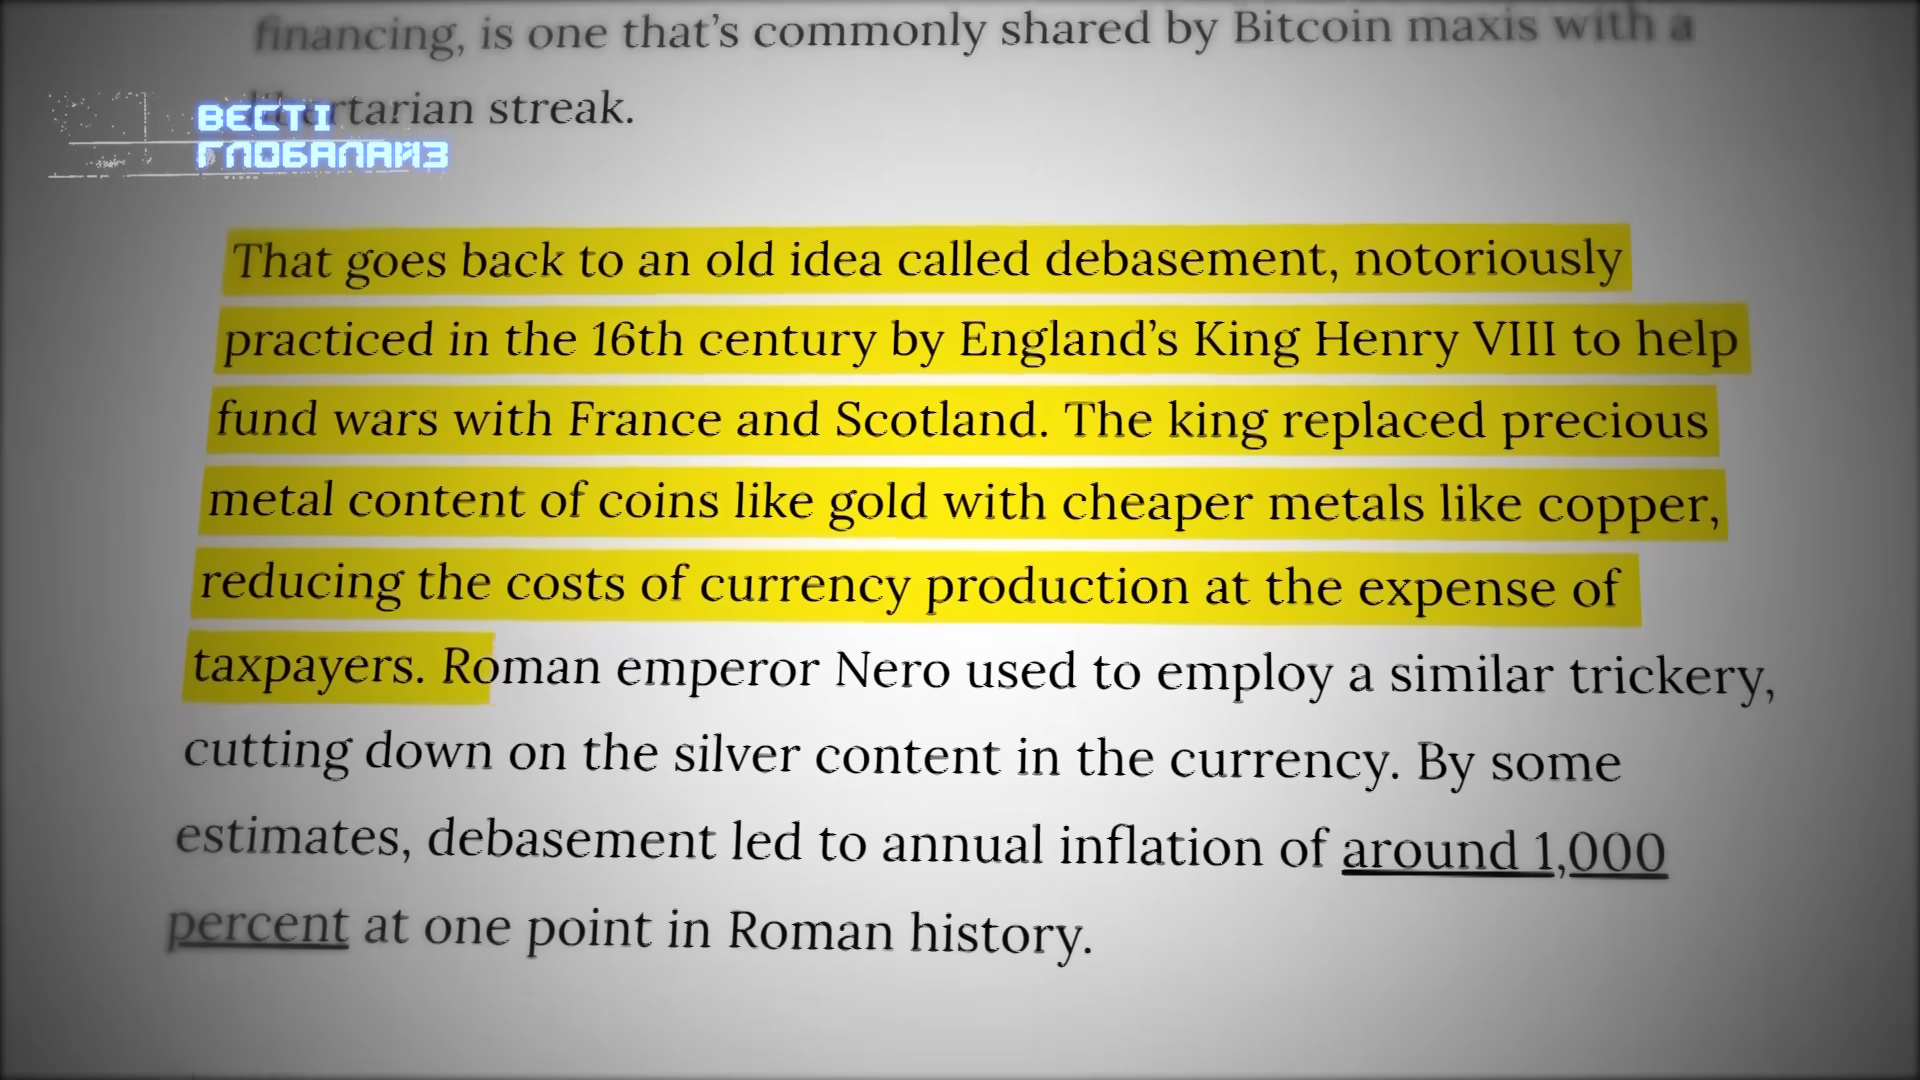 financing, is one that's commonly shared by Bitcoin maxis with a
libertarian streak.
ВЕСТІ
ГЛОБАЛАЙЗ
That goes back to an old idea called debasement, notoriously
practiced in the 16th century by England's King Henry VIII to help
fund wars with France and Scotland. The king replaced precious
metal content of coins like gold with cheaper metals like copper,
reducing the costs of currency production at the expense of
taxpayers. Roman emperor Nero used to employ a similar trickery,
cutting down on the silver content in the currency. By some
estimates, debasement led to annual inflation of around 1,000
percent at one point in Roman history.